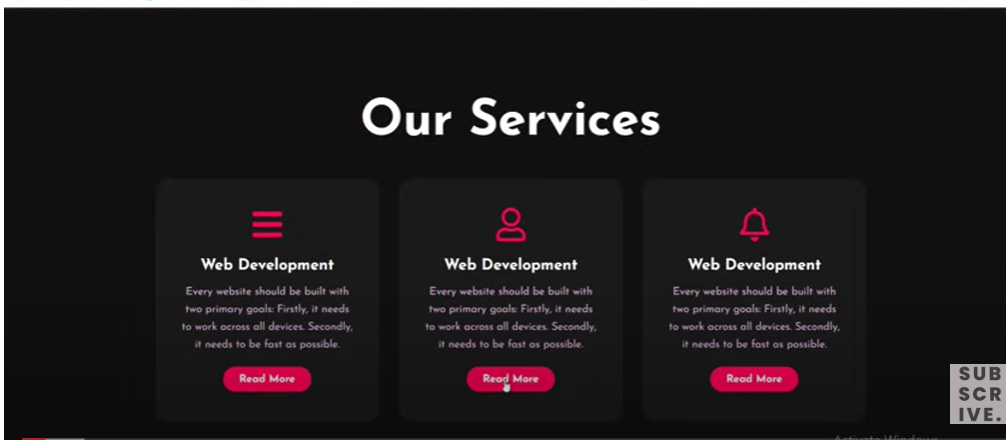 Our Services
Web Development
Every website should be built with
two primary goals: Firstly, it needs
to work across all devices. Secondly,
it needs to be fast as possible.
Read More
Web Development
Every website should be built with
two primary goals: Firstly, it needs
to work across all devices. Secondly,
it needs to be fast as possible.
Read More
Web Development
Every website should be built with
two primary goals: Firstly, it needs
to work across all devices. Secondly,
it needs to be fast as possible.
Read More
SUB
SCR
IVE.
Activate Windows